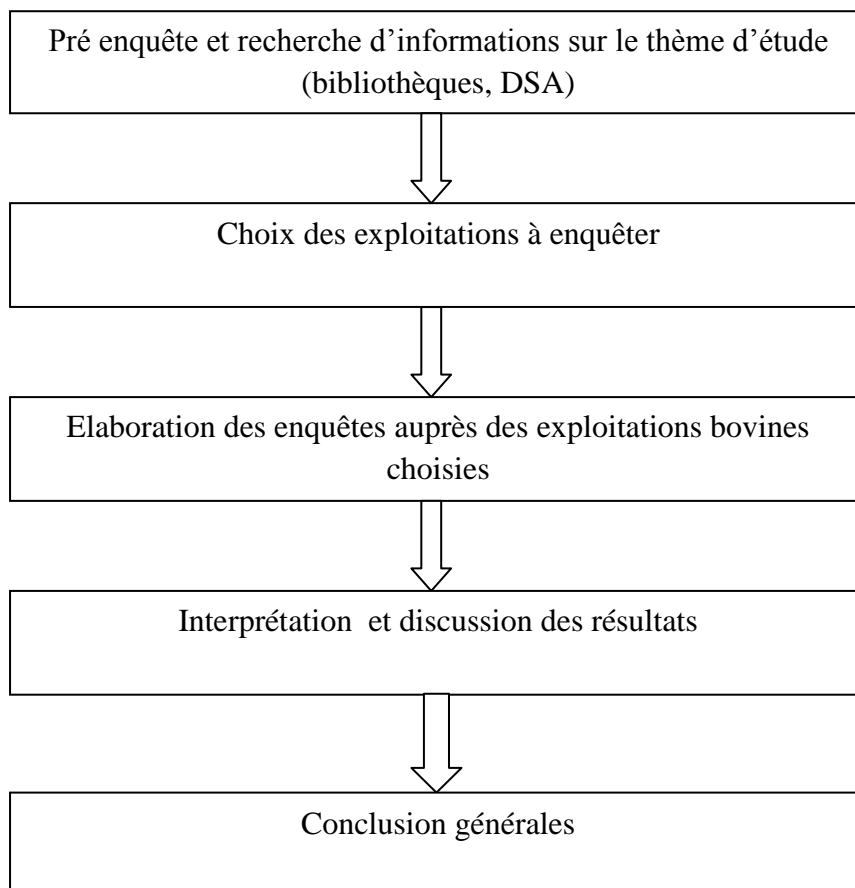 Pré enquête et recherche d’informations sur le thème d’étude
(bibliothèques, DSA)
Choix des exploitations à enquêter
Elaboration des enquêtes auprès des exploitations bovines
choisies
Interprétation  et discussion des résultats
Conclusion générales